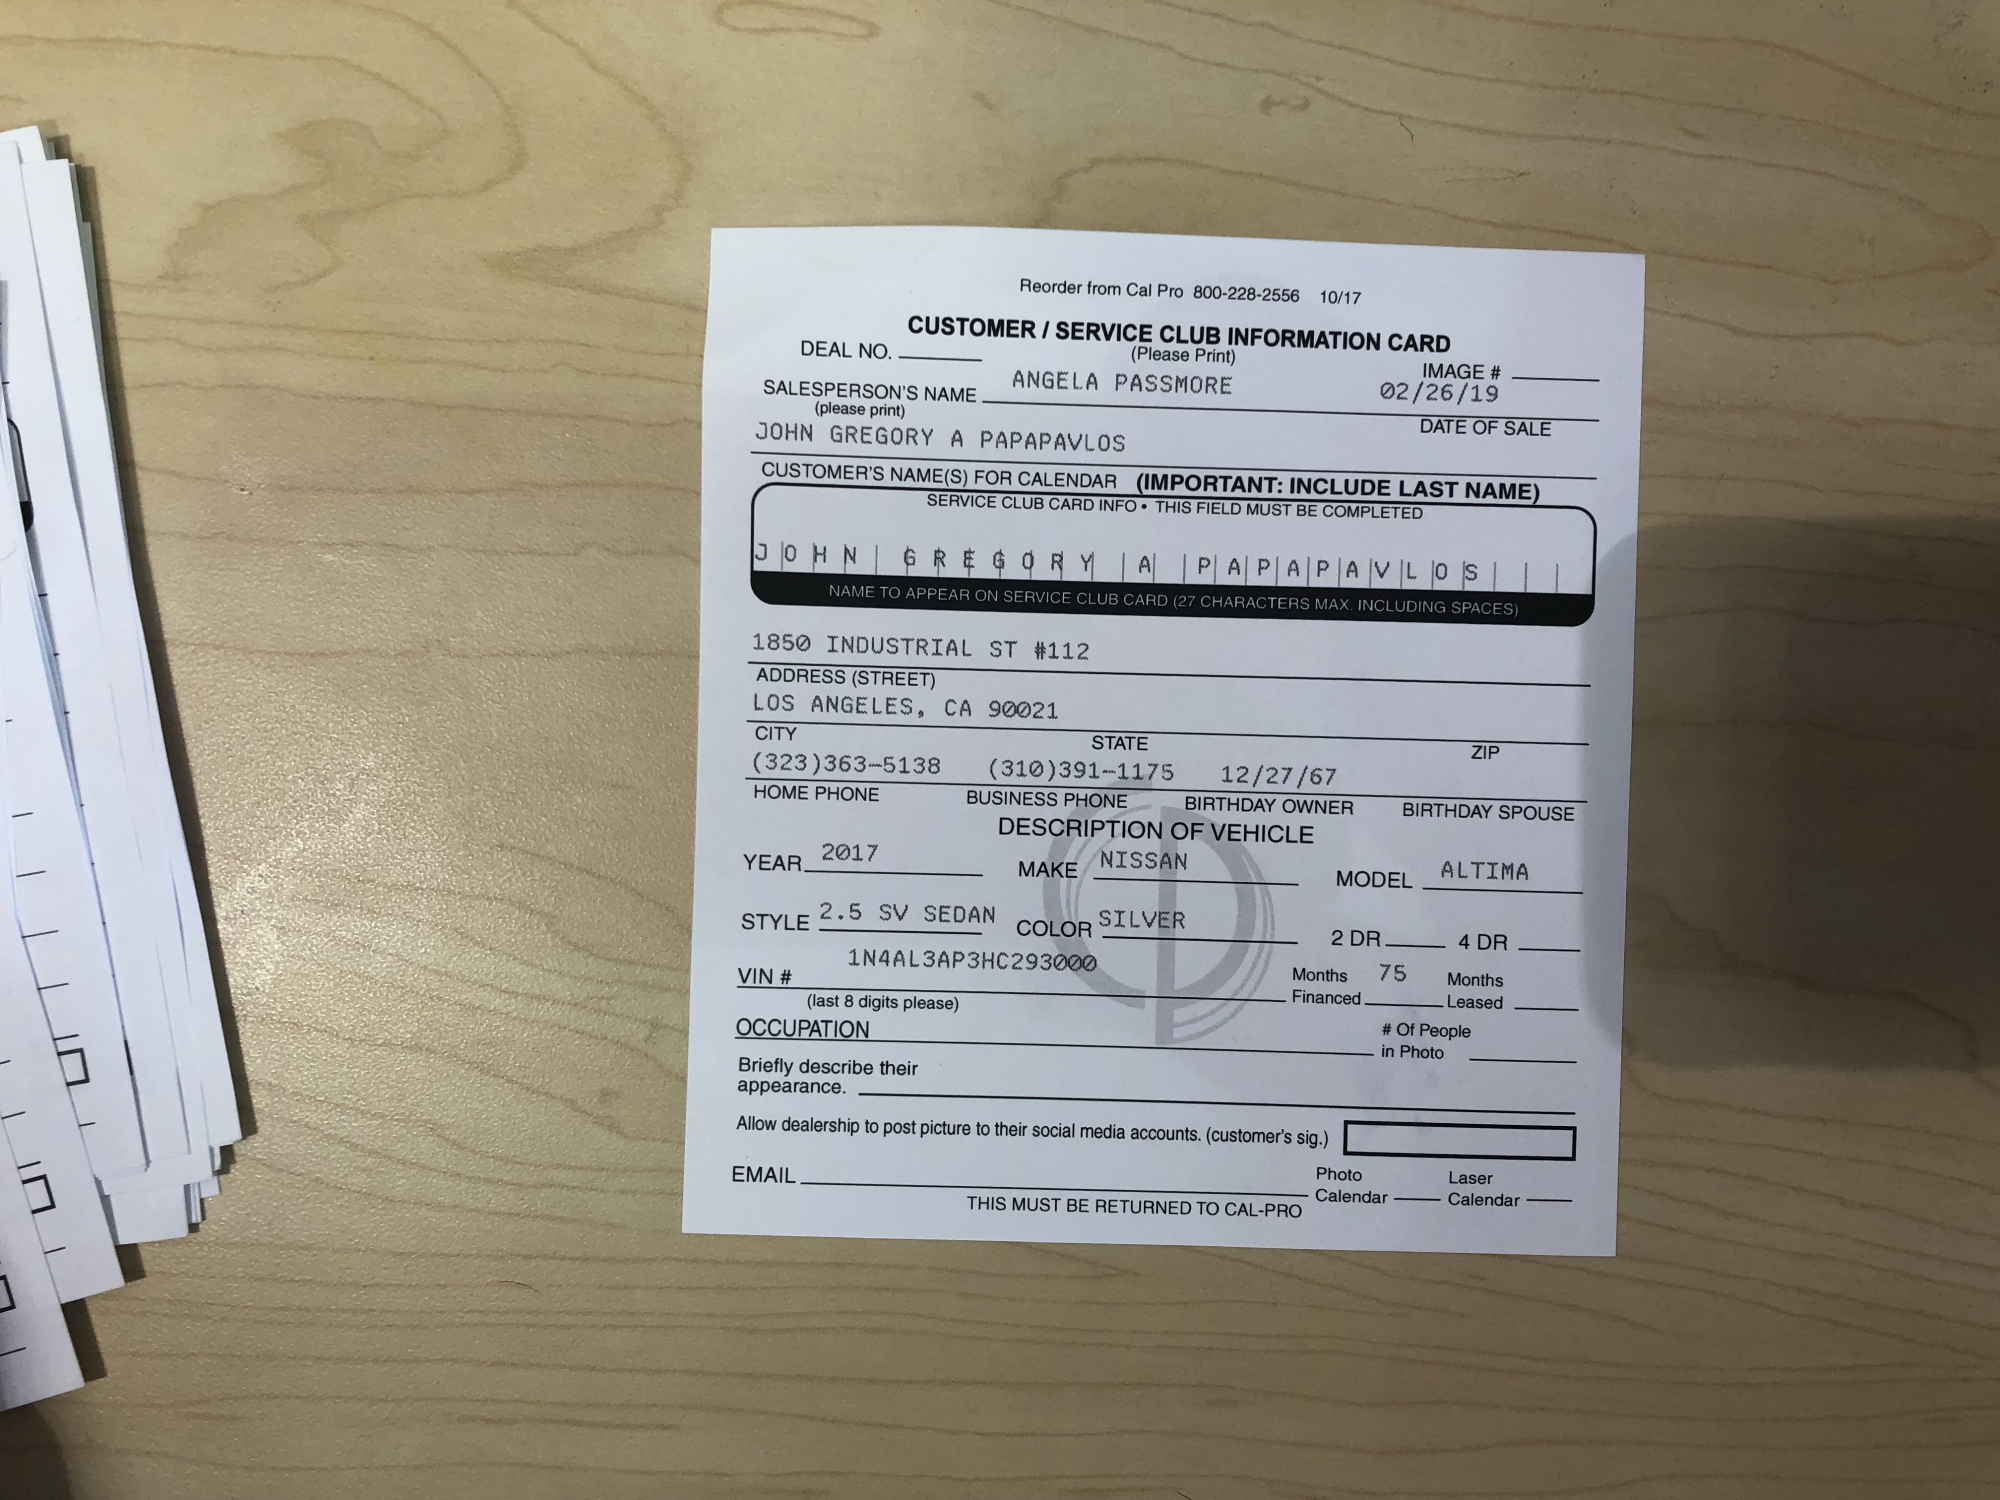 Reorder from Cal Pro 800-228-2556 10/17
CUSTOMER / SERVICE CLUB INFORMATION CARD
DEAL NO. (Please Print) IMAGE #
SALESPERSON'S NAME ANGELA PASSMORE 02/26/19
(please print) DATE OF SALE
JOHN GREGORY A PAPAPAVLOS
CUSTOMER'S NAME(S) FOR CALENDAR (IMPORTANT: INCLUDE LAST NAME)
SERVICE CLUB CARD INFO • THIS FIELD MUST BE COMPLETED
JOHN GREGORY A PAPAPAVLOS
NAME TO APPEAR ON SERVICE CLUB CARD (27 CHARACTERS MAX. INCLUDING SPACES)
1850 INDUSTRIAL ST #112
ADDRESS (STREET)
LOS ANGELES, CA 90021
CITY STATE ZIP
(323)363-5138 (310)391-1175 12/27/67
HOME PHONE BUSINESS PHONE BIRTHDAY OWNER BIRTHDAY SPOUSE
DESCRIPTION OF VEHICLE
YEAR 2017 MAKE NISSAN MODEL ALTIMA
STYLE 2.5 SV SEDAN COLOR SILVER 2 DR 4 DR
VIN # 1N4AL3AP3HC293000 Months Financed 75 Months Leased
(last 8 digits please)
OCCUPATION # Of People in Photo
Briefly describe their
appearance.
Allow dealership to post picture to their social media accounts. (customer's sig.)
EMAIL Photo Calendar Laser Calendar
THIS MUST BE RETURNED TO CAL-PRO